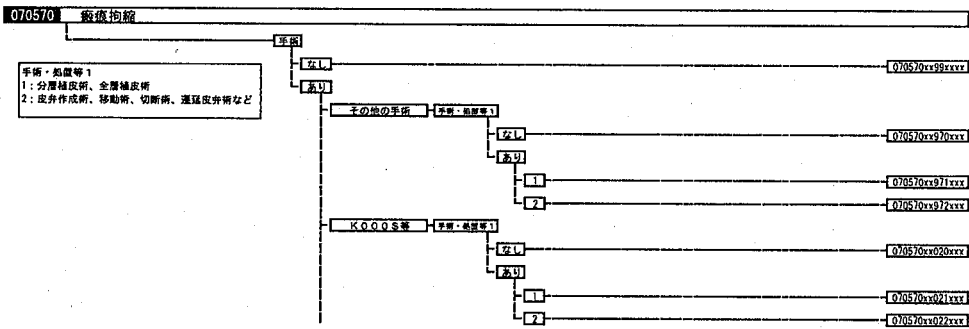 070570 瘢痕拘縮
手術
なし 070570xx99xxxx
手術・処置等1
1:分層植皮術、全層植皮術
2:皮弁作成術、移動術、切断術、遷延皮弁術など
あり
その他の手術 手術・処置等1
なし 070570xx970xxx
あり
1 070570xx971xxx
2 070570xx972xxx
K000S等 手術・処置等1
なし 070570xx020xxx
あり
1 070570xx021xxx
2 070570xx022xxx